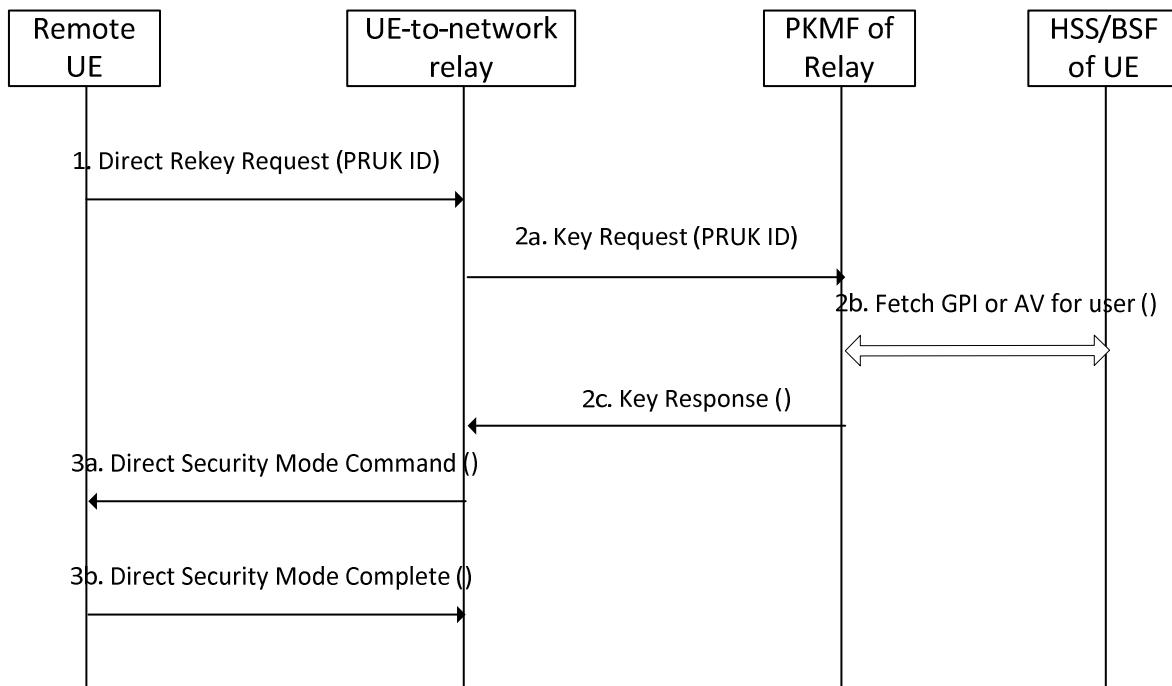 Remote
UE
UE-to-network
relay
PKMF of
Relay
HSS/BSF
of UE
1. Direct Rekey Request (PRUK ID)
2a. Key Request (PRUK ID)
2b. Fetch GPI or AV for user ()
2c. Key Response ()
3a. Direct Security Mode Command ()
3b. Direct Security Mode Complete ()